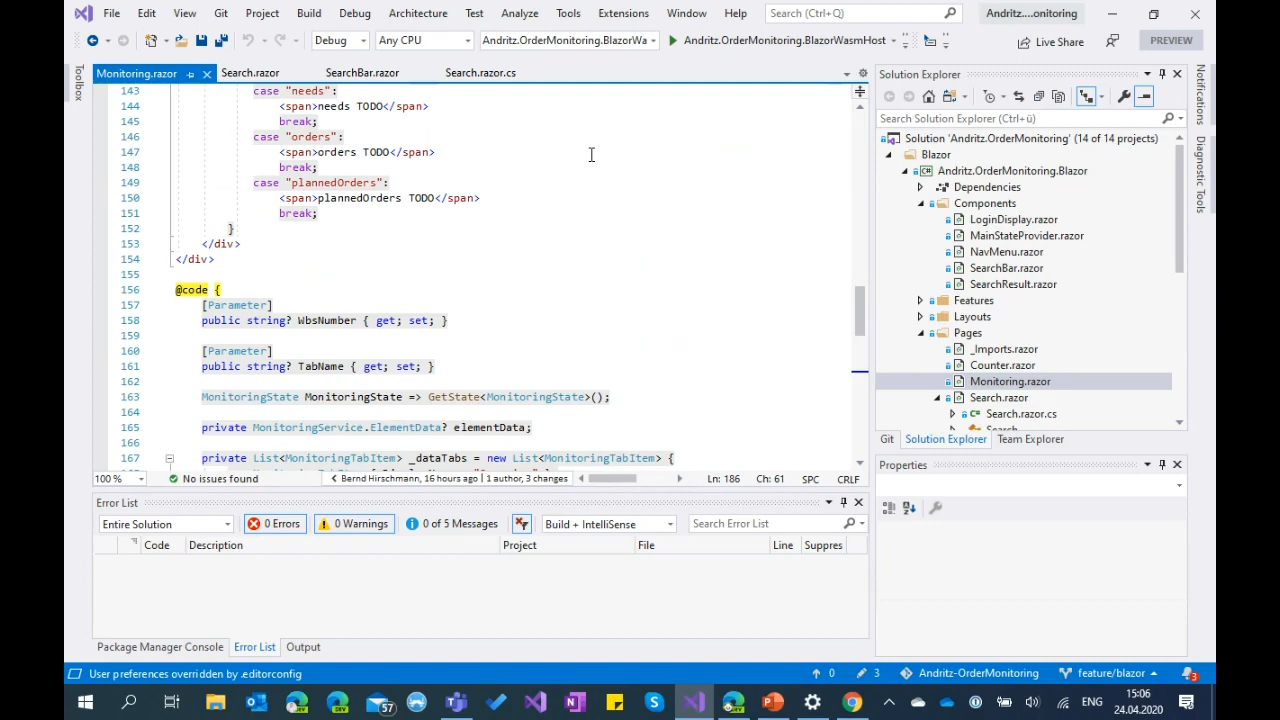 File Edit View Git Project Build Debug Architecture Test Analyze Tools Extensions Window Help Search (Ctrl+Q) Andritz....onitoring
Debug Any CPU Andritz.OrderMonitoring.BlazorWa Andritz.OrderMonitoring.BlazorWasmHost Live Share PREVIEW
Toolbox
Monitoring.razor Search.razor SearchBar.razor Search.razor.cs
143 case "needs":
144 <span>needs TODO</span>
145 break;
146 case "orders":
147 <span>orders TODO</span>
148 break;
149 case "plannedOrders":
150 <span>plannedOrders TODO</span>
151 break;
152 }
153 </div>
154 </div>
155
156 @code {
157 [Parameter]
158 public string? WbsNumber { get; set; }
159
160 [Parameter]
161 public string? TabName { get; set; }
162
163 MonitoringState MonitoringState => GetState<MonitoringState>();
164
165 private MonitoringService.ElementData? elementData;
166
167 private List<MonitoringTabItem> _dataTabs = new List<MonitoringTabItem> {
100 % No issues found Bernd Hirschmann, 16 hours ago | 1 author, 3 changes Ln: 186 Ch: 61 SPC CRLF
Error List
Entire Solution 0 Errors 0 Warnings 0 of 5 Messages Build + IntelliSense Search Error List
Code Description Project File Line Suppres
Package Manager Console Error List Output
Solution Explorer
Search Solution Explorer (Ctrl+ü)
Solution 'Andritz.OrderMonitoring' (14 of 14 projects)
Blazor
Andritz.OrderMonitoring.Blazor
Dependencies
Components
LoginDisplay.razor
MainStateProvider.razor
NavMenu.razor
SearchBar.razor
SearchResult.razor
Features
Layouts
Pages
_Imports.razor
Counter.razor
Monitoring.razor
Search.razor
Search.razor.cs
Search
Git Solution Explorer Team Explorer
Properties
Notifications
Diagnostic Tools
User preferences overridden by .editorconfig 0 3 Andritz-OrderMonitoring feature/blazor 3
DEV DEV 57 ENG 15:06
24.04.2020